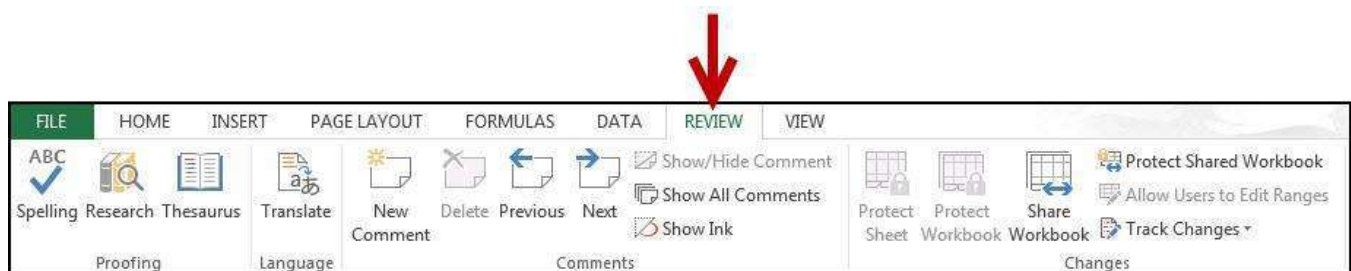 FILE HOME INSERT PAGE LAYOUT FORMULAS DATA REVIEW VIEW
ABC
Spelling Research Thesaurus
Proofing
aあ
Translate
Language
New Comment
Delete Previous Next
Show/Hide Comment
Show All Comments
Show Ink
Comments
Protect Sheet
Protect Workbook
Share Workbook
Protect Shared Workbook
Allow Users to Edit Ranges
Track Changes
Changes